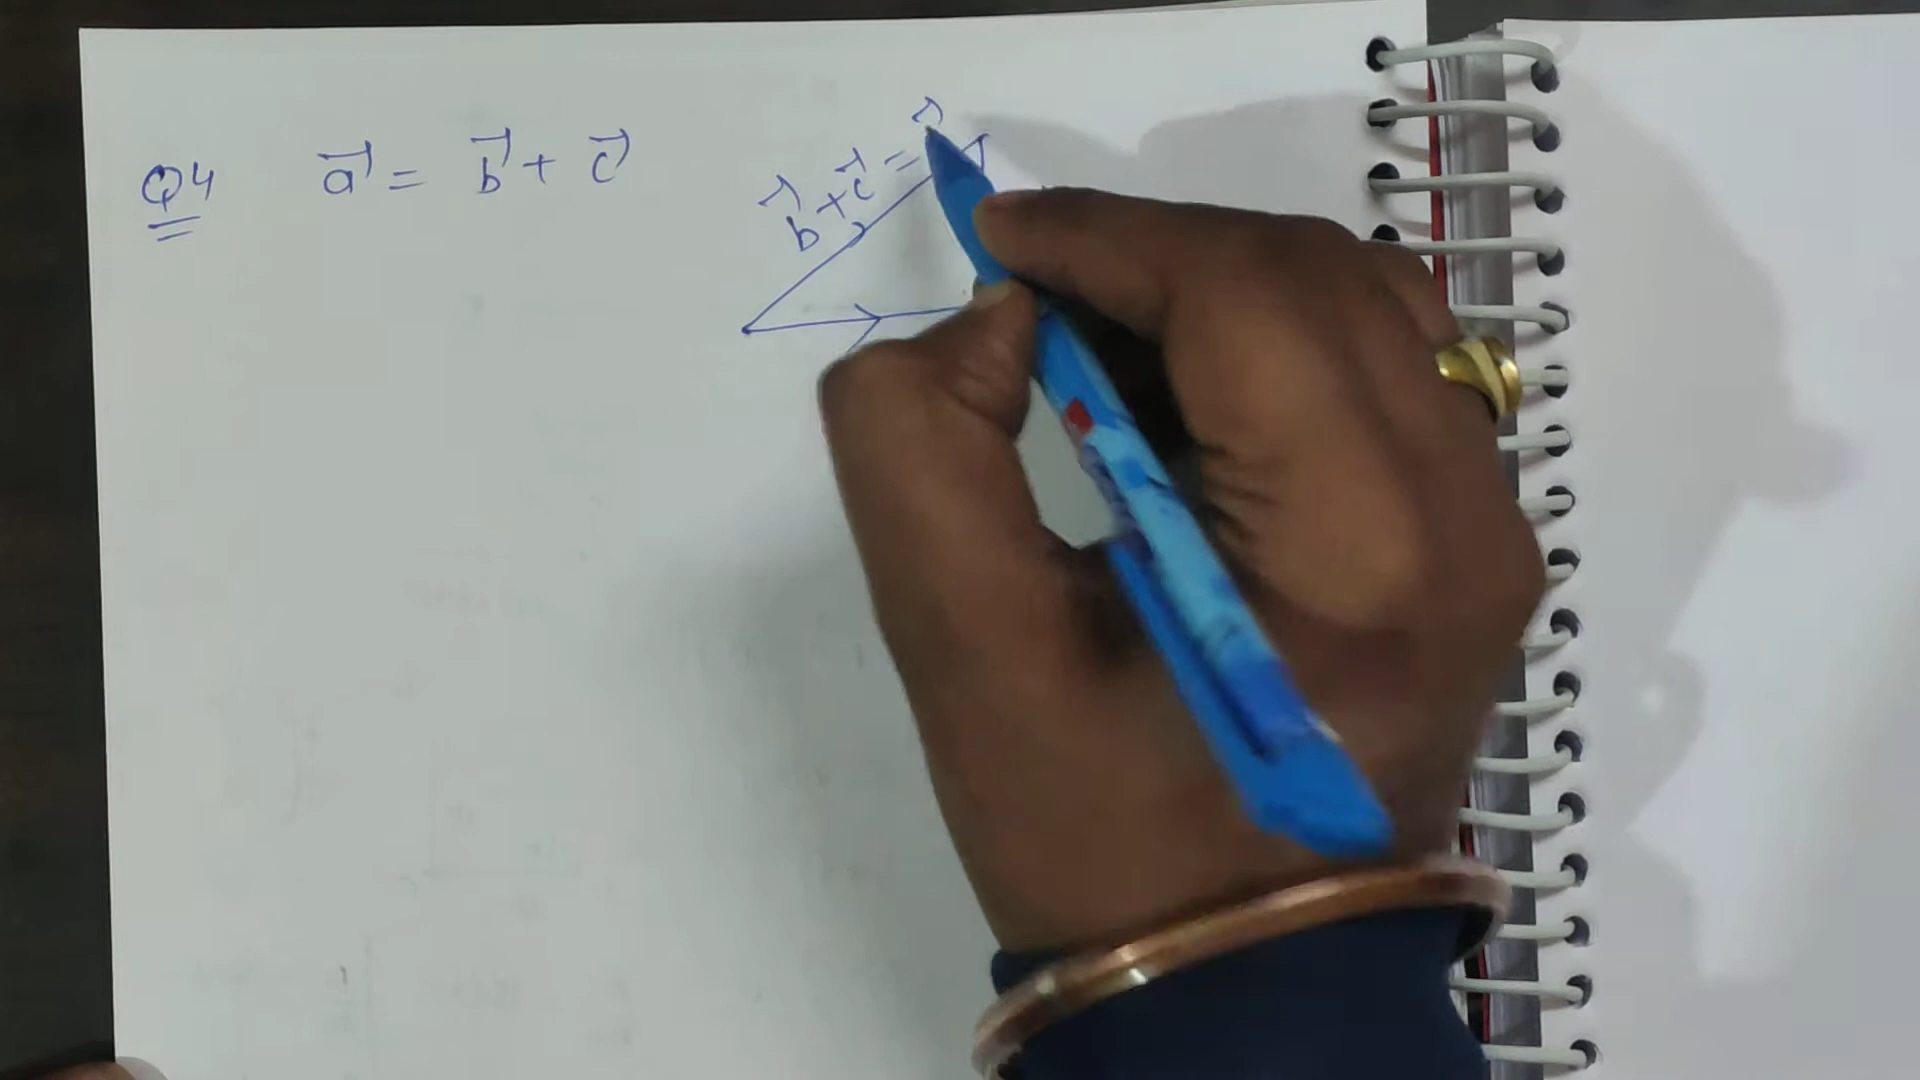 Q4 a⃗ = b⃗ + c⃗
b⃗ + c⃗ =